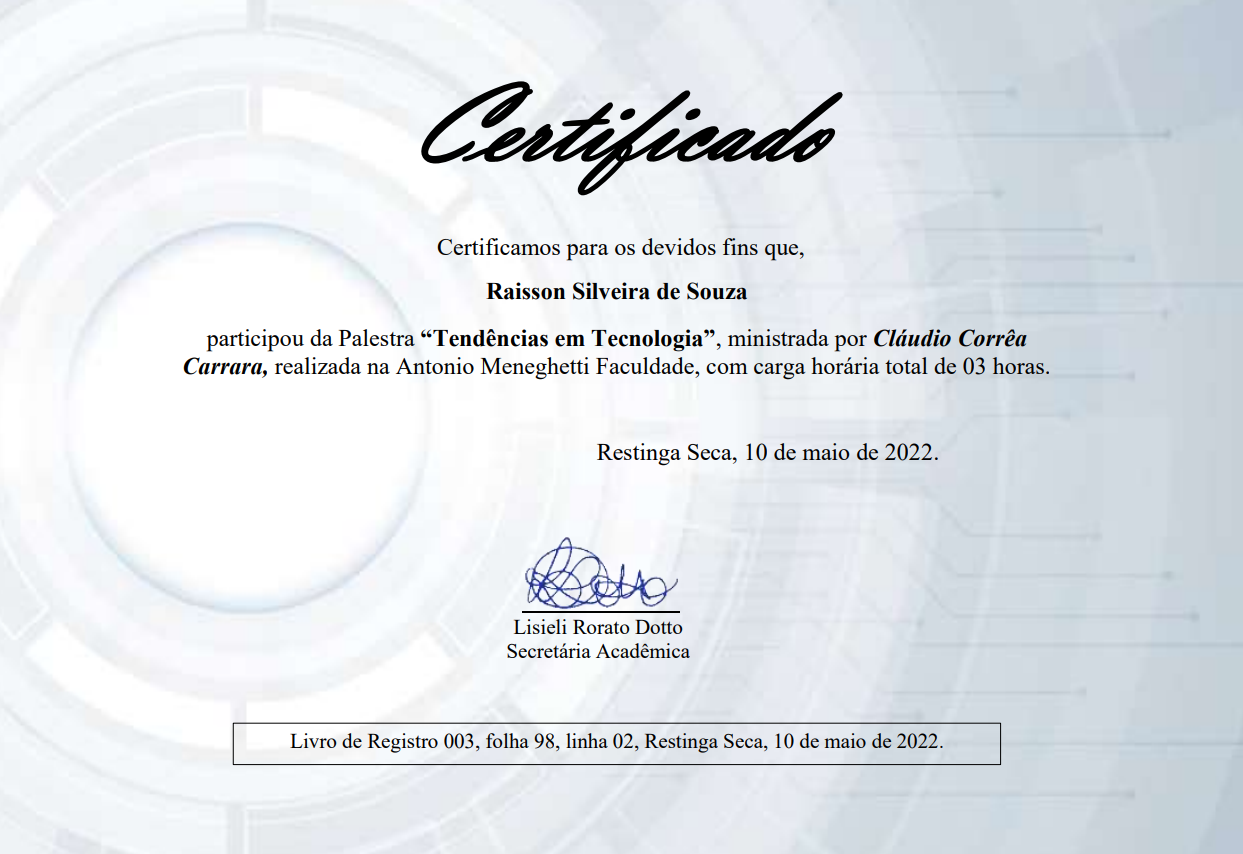 Certificado
Certificamos para os devidos fins que,
Raisson Silveira de Souza
participou da Palestra “Tendências em Tecnologia”, ministrada por Cláudio Corrêa
Carrara, realizada na Antonio Meneghetti Faculdade, com carga horária total de 03 horas.
Restinga Seca, 10 de maio de 2022.
Lisieli Rorato Dotto
Secretária Acadêmica
Livro de Registro 003, folha 98, linha 02, Restinga Seca, 10 de maio de 2022.